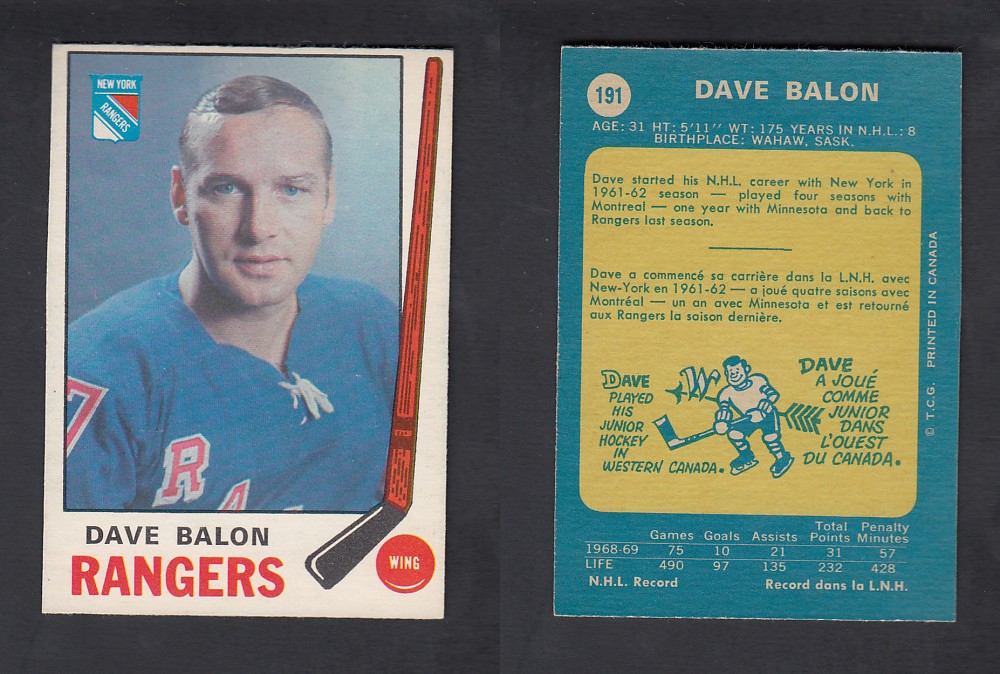 NEW YORK
RANGERS
7
RA
DAVE BALON
RANGERS
WING
191
DAVE BALON
AGE: 31 HT: 5'11" WT: 175 YEARS IN N.H.L.: 8
BIRTHPLACE: WAHAW, SASK.
Dave started his N.H.L. career with New York in
1961-62 season — played four seasons with
Montreal — one year with Minnesota and back to
Rangers last season.
Dave a commencé sa carrière dans la L.N.H. avec
New-York en 1961-62 — a joué quatre saisons avec
Montréal — un an avec Minnesota et est retourné
aux Rangers la saison dernière.
DAVE
PLAYED
HIS
JUNIOR
HOCKEY
IN
WESTERN CANADA.
W
DAVE
A JOUÉ
COMME
JUNIOR
DANS
L'OUEST
DU CANADA.
© T.C.G. PRINTED IN CANADA
Games Goals Assists Total Points Penalty Minutes
1968-69 75 10 21 31 57
LIFE 490 97 135 232 428
N.H.L. Record Record dans la L.N.H.